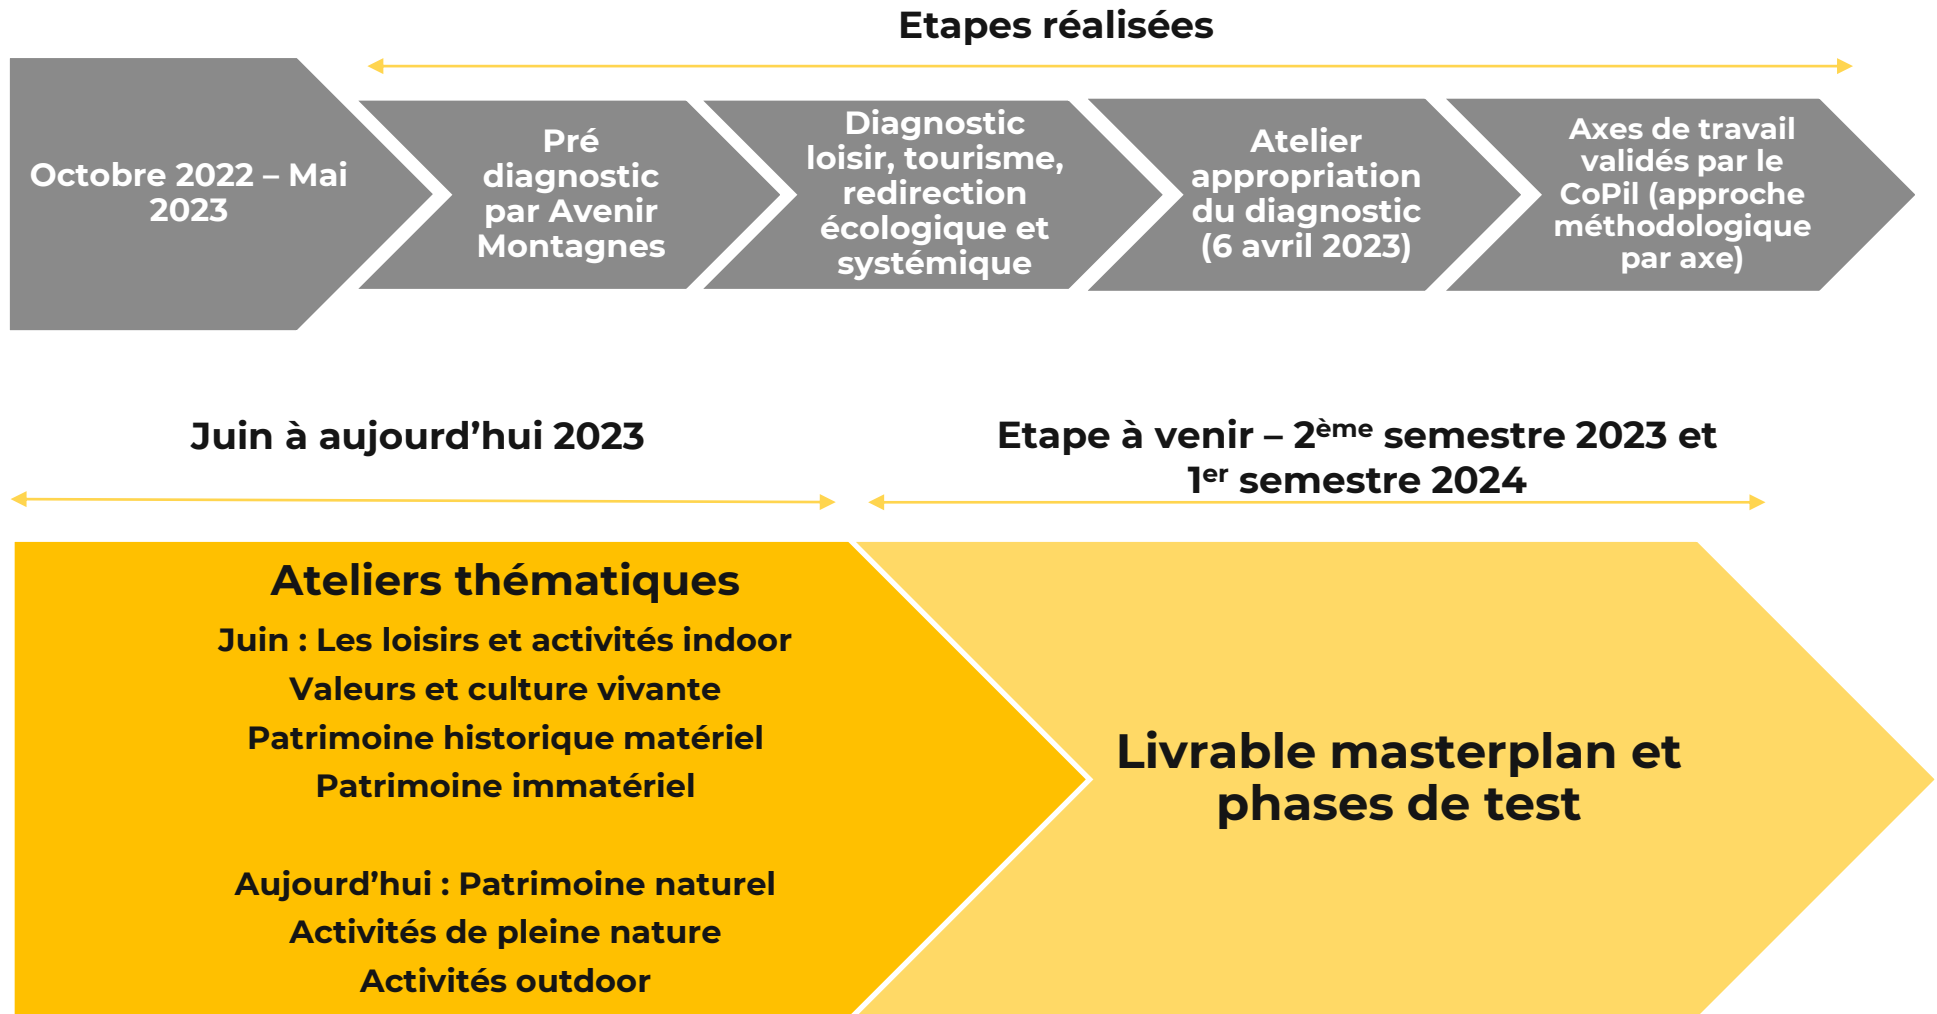 Etapes réalisées
Octobre 2022 – Mai
2023
Pré
diagnostic
par Avenir
Montagnes
Diagnostic
loisir, tourisme,
redirection
écologique et
systémique
Atelier
appropriation
du diagnostic
(6 avril 2023)
Axes de travail
validés par le
CoPil (approche
méthodologique
par axe)
Juin à aujourd’hui 2023
Etape à venir – 2ème semestre 2023 et
1er semestre 2024
Ateliers thématiques
Juin : Les loisirs et activités indoor
Valeurs et culture vivante
Patrimoine historique matériel
Patrimoine immatériel
Aujourd’hui : Patrimoine naturel
Activités de pleine nature
Activités outdoor
Livrable masterplan et
phases de test